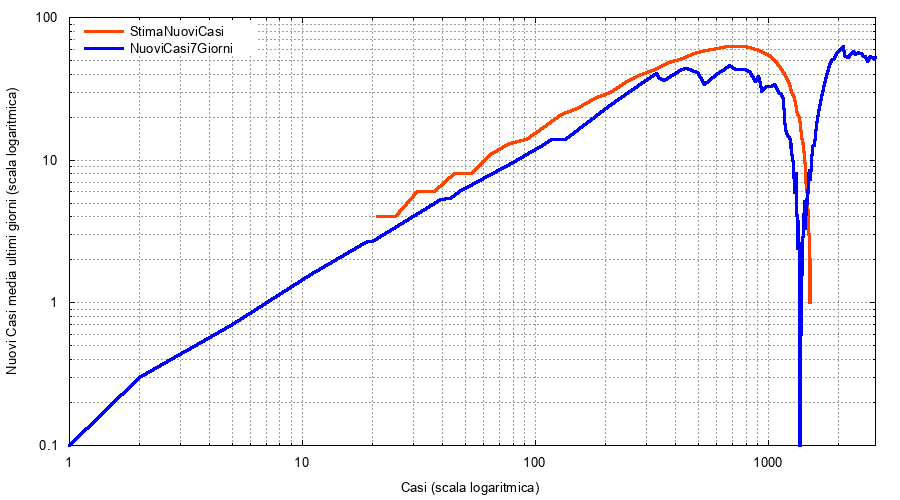 100
10
1
0.1
1
10
100
1000
Nuovi Casi media ultimi giorni (scala logaritmica)
Casi (scala logaritmica)
StimaNuoviCasi
NuoviCasi7Giorni